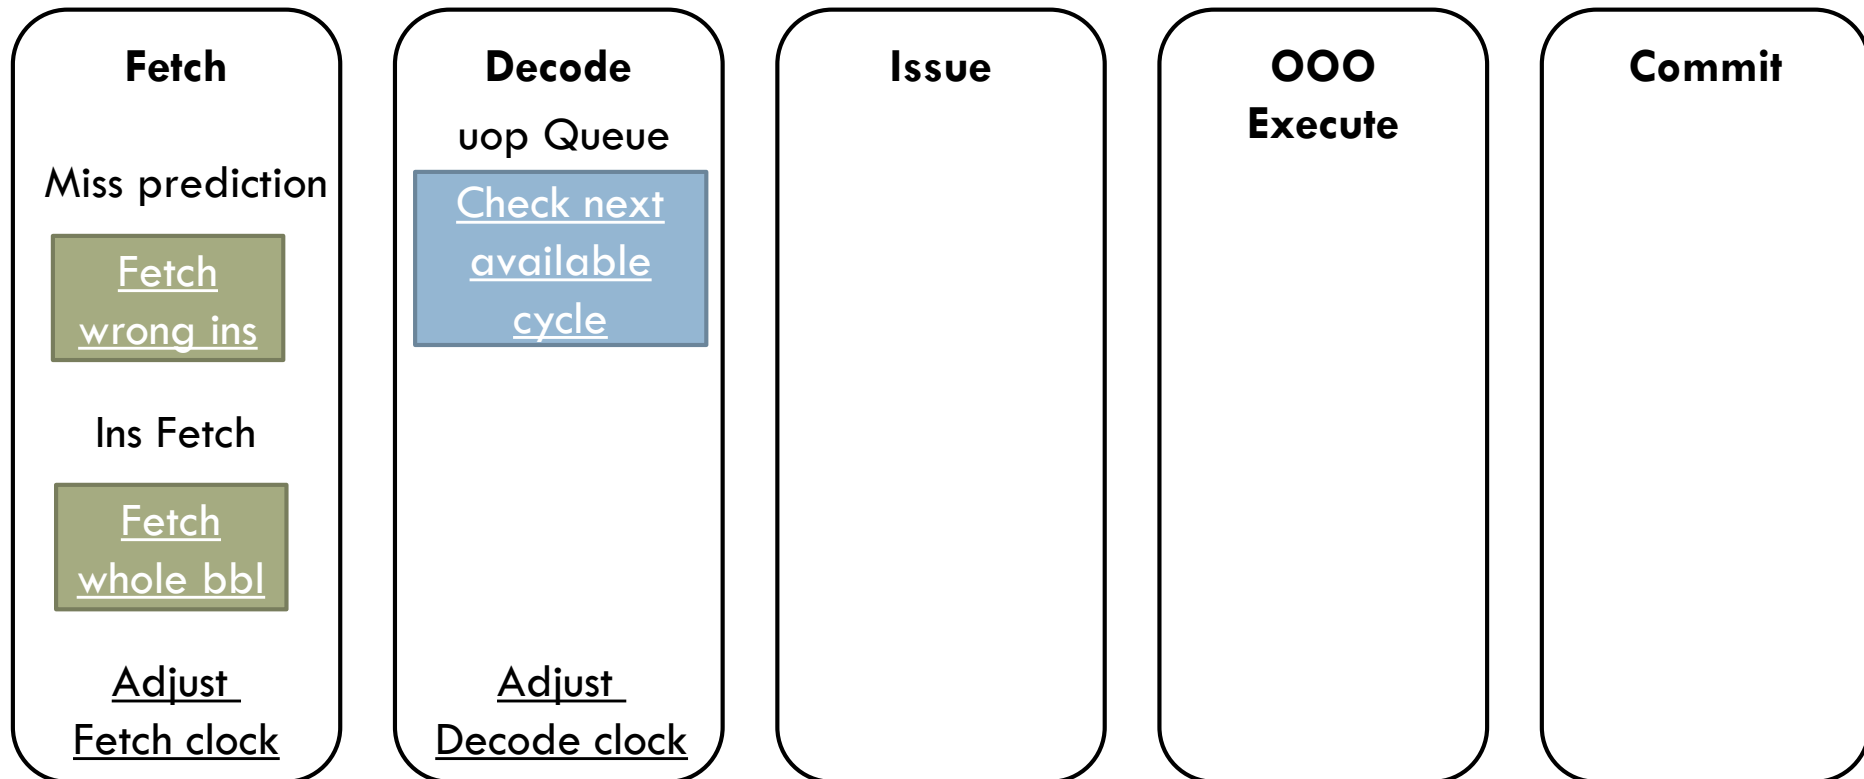 Fetch
Miss prediction
Fetch
wrong ins
Ins Fetch
Fetch
whole bbl
Adjust
Fetch clock
Decode
uop Queue
Check next
available
cycle
Adjust
Decode clock
Issue
OOO
Execute
Commit